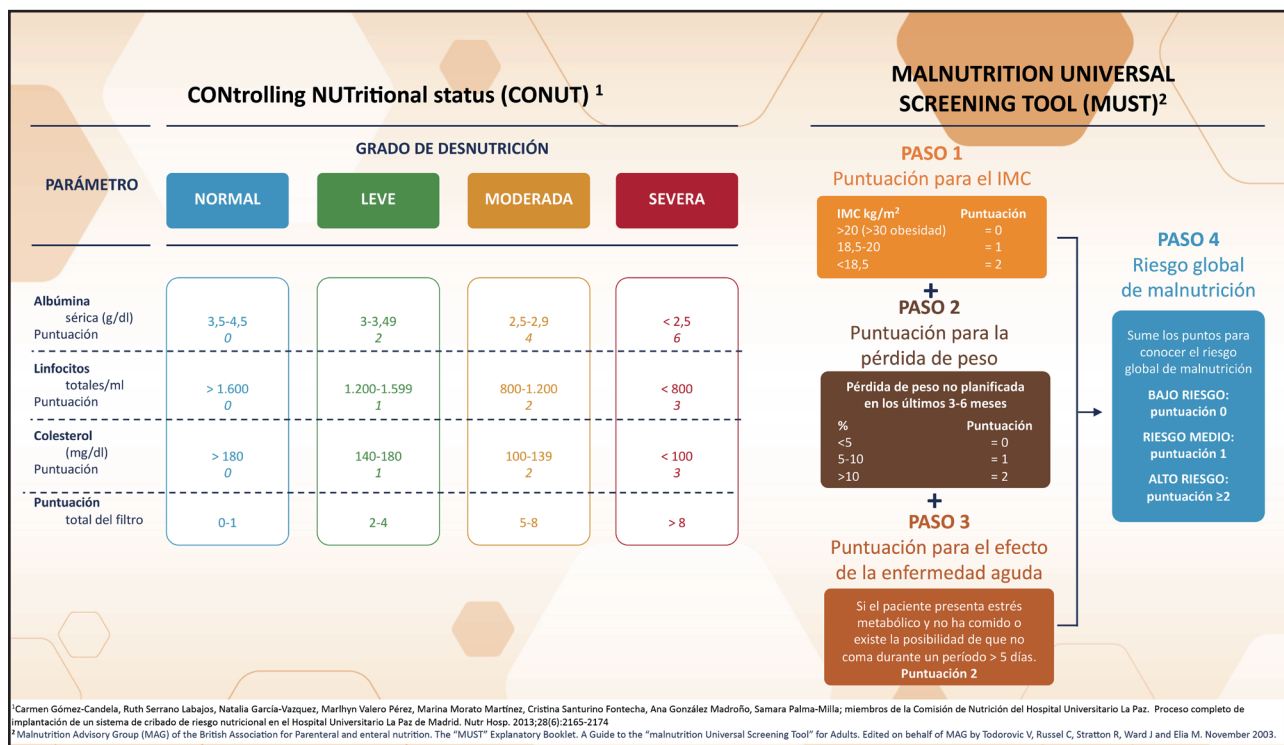 CONtrolling NUTritional status (CONUT) ¹
PARÁMETRO
GRADO DE DESNUTRICIÓN
NORMAL LEVE MODERADA SEVERA
Albúmina
sérica (g/dl) 3,5-4,5 3-3,49 2,5-2,9 < 2,5
Puntuación 0 2 4 6
Linfocitos
totales/ml > 1.600 1.200-1.599 800-1.200 < 800
Puntuación 0 1 2 3
Colesterol
(mg/dl) > 180 140-180 100-139 < 100
Puntuación 0 1 2 3
Puntuación
total del filtro 0-1 2-4 5-8 > 8
MALNUTRITION UNIVERSAL
SCREENING TOOL (MUST)²
PASO 1
Puntuación para el IMC
IMC kg/m² Puntuación
>20 (>30 obesidad) = 0
18,5-20 = 1
<18,5 = 2
+
PASO 2
Puntuación para la
pérdida de peso
Pérdida de peso no planificada
en los últimos 3-6 meses
% Puntuación
<5 = 0
5-10 = 1
>10 = 2
+
PASO 3
Puntuación para el efecto
de la enfermedad aguda
Si el paciente presenta estrés
metabólico y no ha comido o
existe la posibilidad de que no
coma durante un período > 5 días.
Puntuación 2
PASO 4
Riesgo global
de malnutrición
Sume los puntos para
conocer el riesgo
global de malnutrición
BAJO RIESGO:
puntuación 0
RIESGO MEDIO:
puntuación 1
ALTO RIESGO:
puntuación ≥2
¹Carmen Gómez-Candela, Ruth Serrano Labajos, Natalia García-Vazquez, Marlhyn Valero Pérez, Marina Morato Martínez, Cristina Santurino Fontecha, Ana González Madroño, Samara Palma-Milla; miembros de la Comisión de Nutrición del Hospital Universitario La Paz. Proceso completo de
implantación de un sistema de cribado de riesgo nutricional en el Hospital Universitario La Paz de Madrid. Nutr Hosp. 2013;28(6):2165-2174
² Malnutrition Advisory Group (MAG) of the British Association for Parenteral and enteral nutrition. The “MUST” Explanatory Booklet. A Guide to the “malnutrition Universal Screening Tool” for Adults. Edited on behalf of MAG by Todorovic V, Russel C, Stratton R, Ward J and Elia M. November 2003.